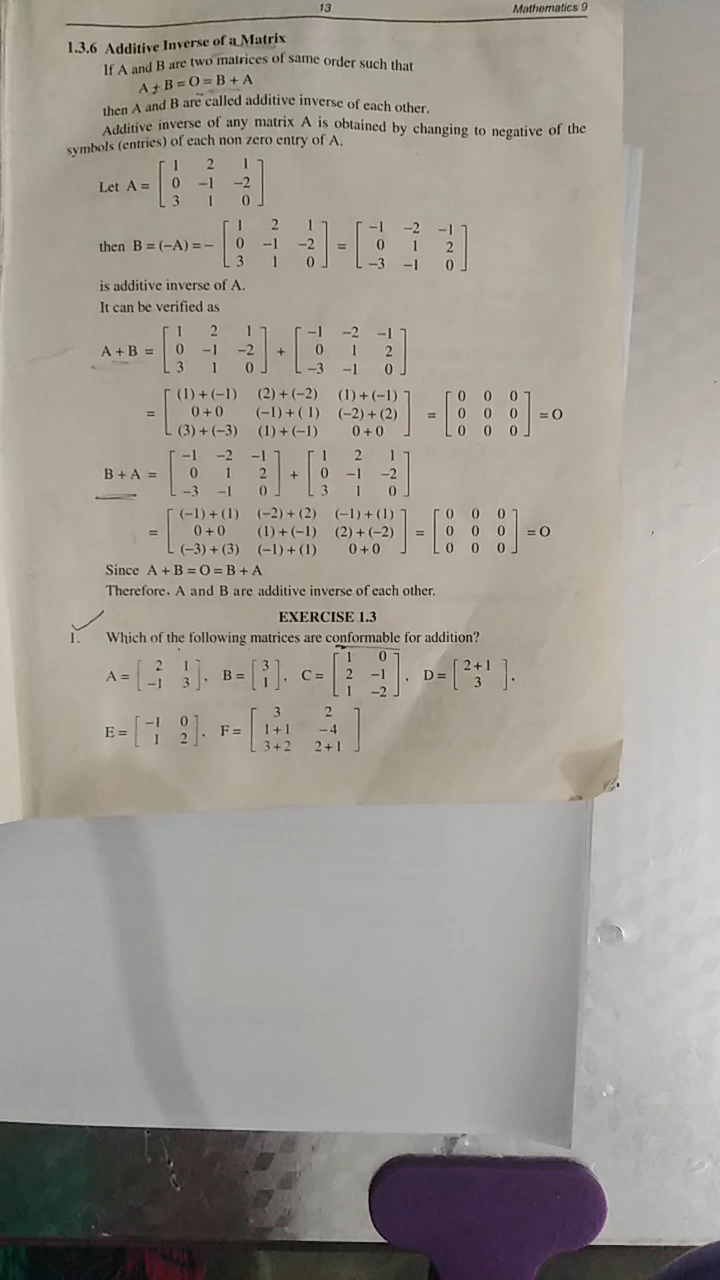 13 Mathematics 9
1.3.6 Additive Inverse of a Matrix
If A and B are two matrices of same order such that
A + B = O = B + A
then A and B are called additive inverse of each other.
Additive inverse of any matrix A is obtained by changing to negative of the
symbols (entries) of each non zero entry of A.
Let A = [ 1 2 1
0 −1 −2
3 1 0 ]
then B = (−A) = − [ 1 2 1
0 −1 −2
3 1 0 ] = [ −1 −2 −1
0 1 2
−3 −1 0 ]
is additive inverse of A.
It can be verified as
A + B = [ 1 2 1
0 −1 −2
3 1 0 ] + [ −1 −2 −1
0 1 2
−3 −1 0 ]
= [ (1) + (−1) (2) + (−2) (1) + (−1)
0 + 0 (−1) + ( 1) (−2) + (2)
(3) + (−3) (1) + (−1) 0 + 0 ] = [ 0 0 0
0 0 0
0 0 0 ] = O
B + A = [ −1 −2 −1
0 1 2
−3 −1 0 ] + [ 1 2 1
0 −1 −2
3 1 0 ]
= [ (−1) + (1) (−2) + (2) (−1) + (1)
0 + 0 (1) + (−1) (2) + (−2)
(−3) + (3) (−1) + (1) 0 + 0 ] = [ 0 0 0
0 0 0
0 0 0 ] = O
Since A + B = O = B + A
Therefore, A and B are additive inverse of each other.
EXERCISE 1.3
1. Which of the following matrices are conformable for addition?
A = [ 2 1
−1 3 ], B = [ 3
1 ], C = [ 1 0
2 −1
1 −2 ], D = [ 2+1
3 ],
E = [ −1 0
1 2 ], F = [ 3 2
1+1 −4
3+2 2+1 ]